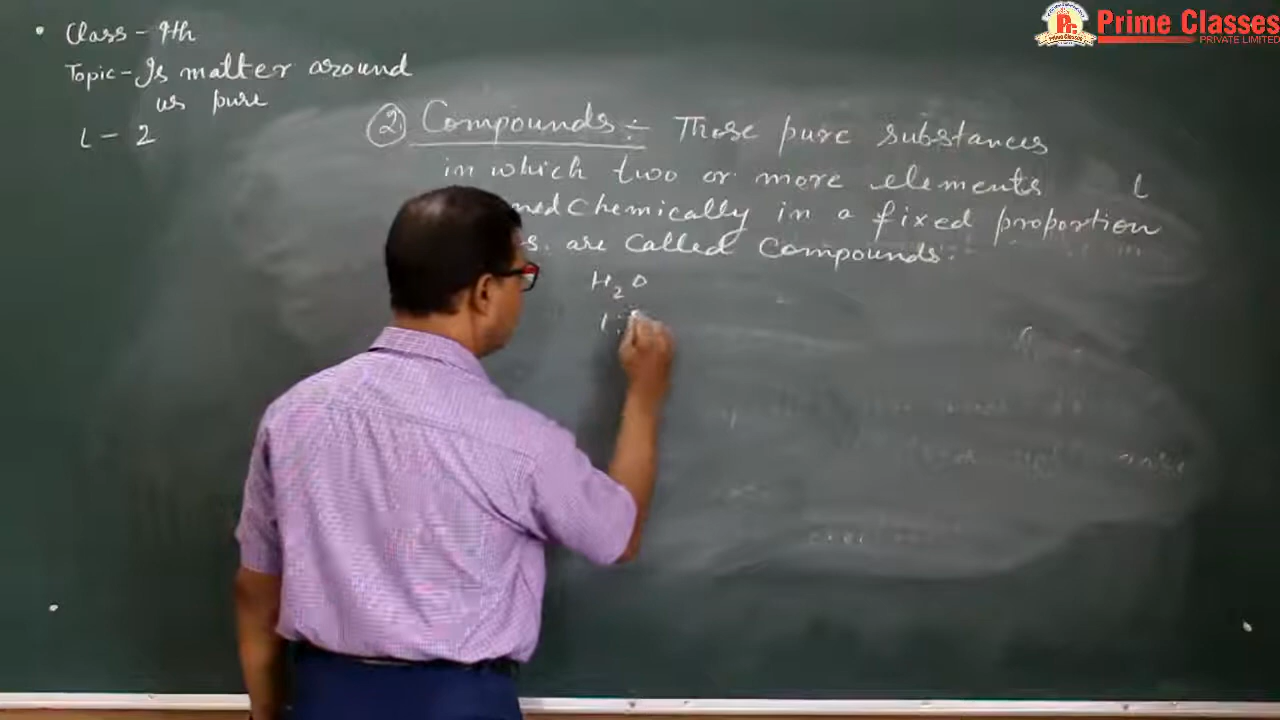 Prime Classes
PRIVATE LIMITED
Class - 9th
Topic - Is matter around
us pure
L - 2
② Compounds :- Those pure substances
in which two or more elements
Chemically in a fixed proportion
are called Compounds.
H₂O
1 :